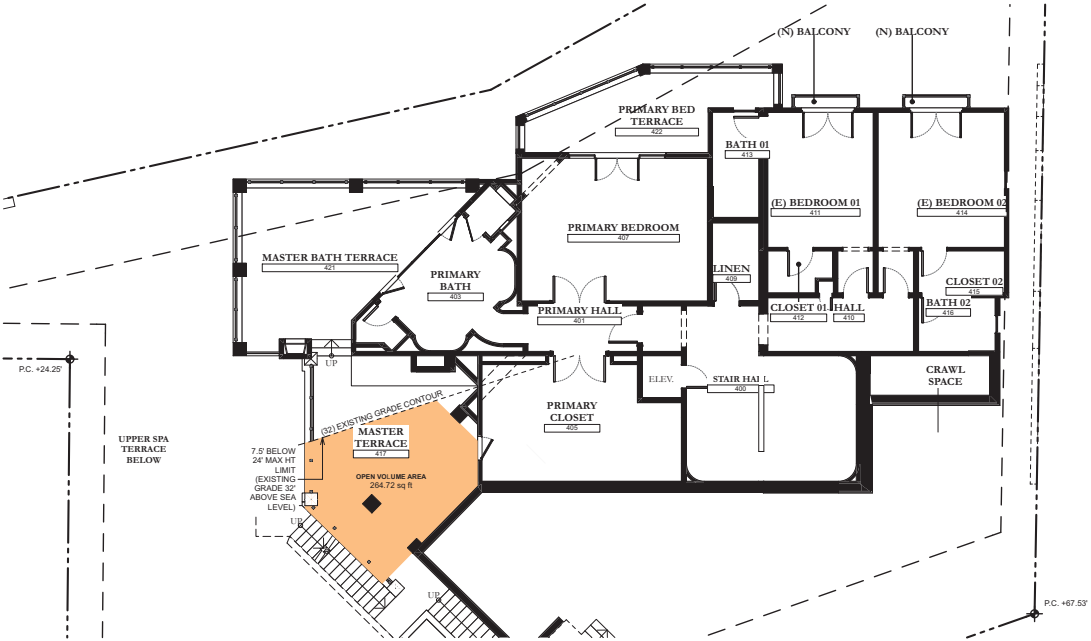 (N) BALCONY
(N) BALCONY
PRIMARY BED
TERRACE
422
BATH 01
413
(E) BEDROOM 01
411
(E) BEDROOM 02
414
PRIMARY BEDROOM
407
MASTER BATH TERRACE
421
PRIMARY
BATH
403
LINEN
409
CLOSET 02
415
CLOSET 01
412
HALL
410
BATH 02
416
PRIMARY HALL
401
UP
P.C. +24.25'
ELEV.
STAIR HALL
400
CRAWL
SPACE
PRIMARY
CLOSET
405
(32) EXISTING GRADE CONTOUR
MASTER
TERRACE
417
UPPER SPA
TERRACE
BELOW
7.5' BELOW
24' MAX HT
LIMIT
(EXISTING
GRADE 32'
ABOVE SEA
LEVEL)
OPEN VOLUME AREA
264.72 sq ft
UP
UP
P.C. +67.53'